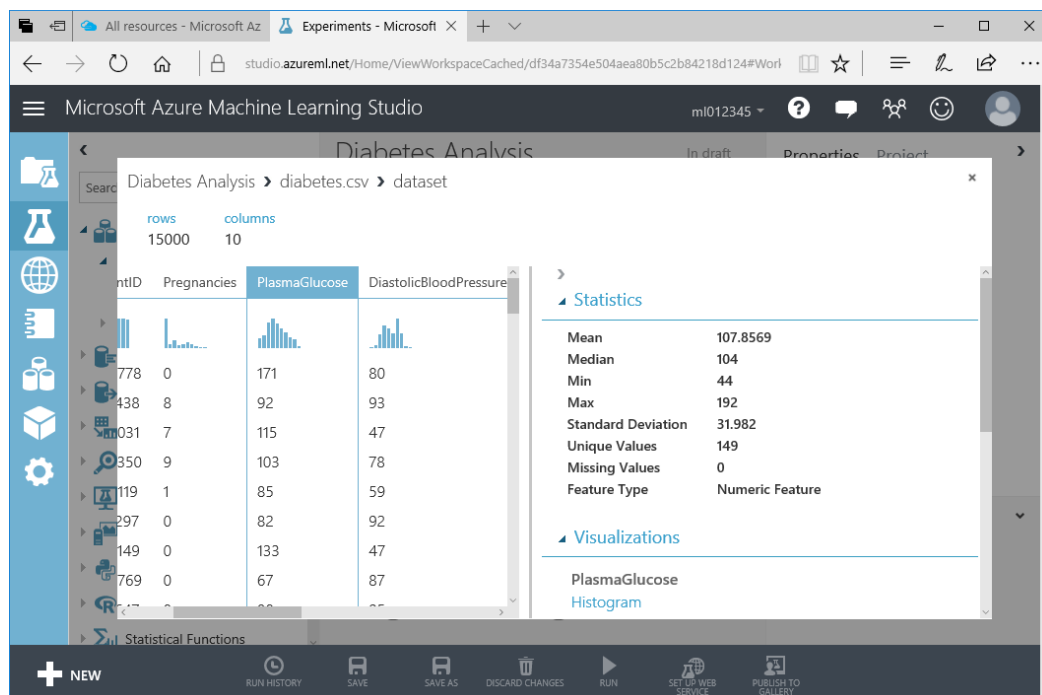 All resources - Microsoft Az
Experiments - Microsoft
studio.azureml.net/Home/ViewWorkspaceCached/df34a7354e504aea80b5c2b84218d124#Work
Microsoft Azure Machine Learning Studio
ml012345
?
Diabetes Analysis
In draft
Properties Project
Searc
Diabetes Analysis > diabetes.csv > dataset
rows columns
15000 10
ntID Pregnancies PlasmaGlucose DiastolicBloodPressure
778 0 171 80
438 8 92 93
031 7 115 47
350 9 103 78
119 1 85 59
297 0 82 92
149 0 133 47
769 0 67 87
Statistics
Mean 107.8569
Median 104
Min 44
Max 192
Standard Deviation 31.982
Unique Values 149
Missing Values 0
Feature Type Numeric Feature
Visualizations
PlasmaGlucose
Histogram
Statistical Functions
NEW
RUN HISTORY
SAVE
SAVE AS
DISCARD CHANGES
RUN
SET UP WEB
SERVICE
PUBLISH TO
GALLERY